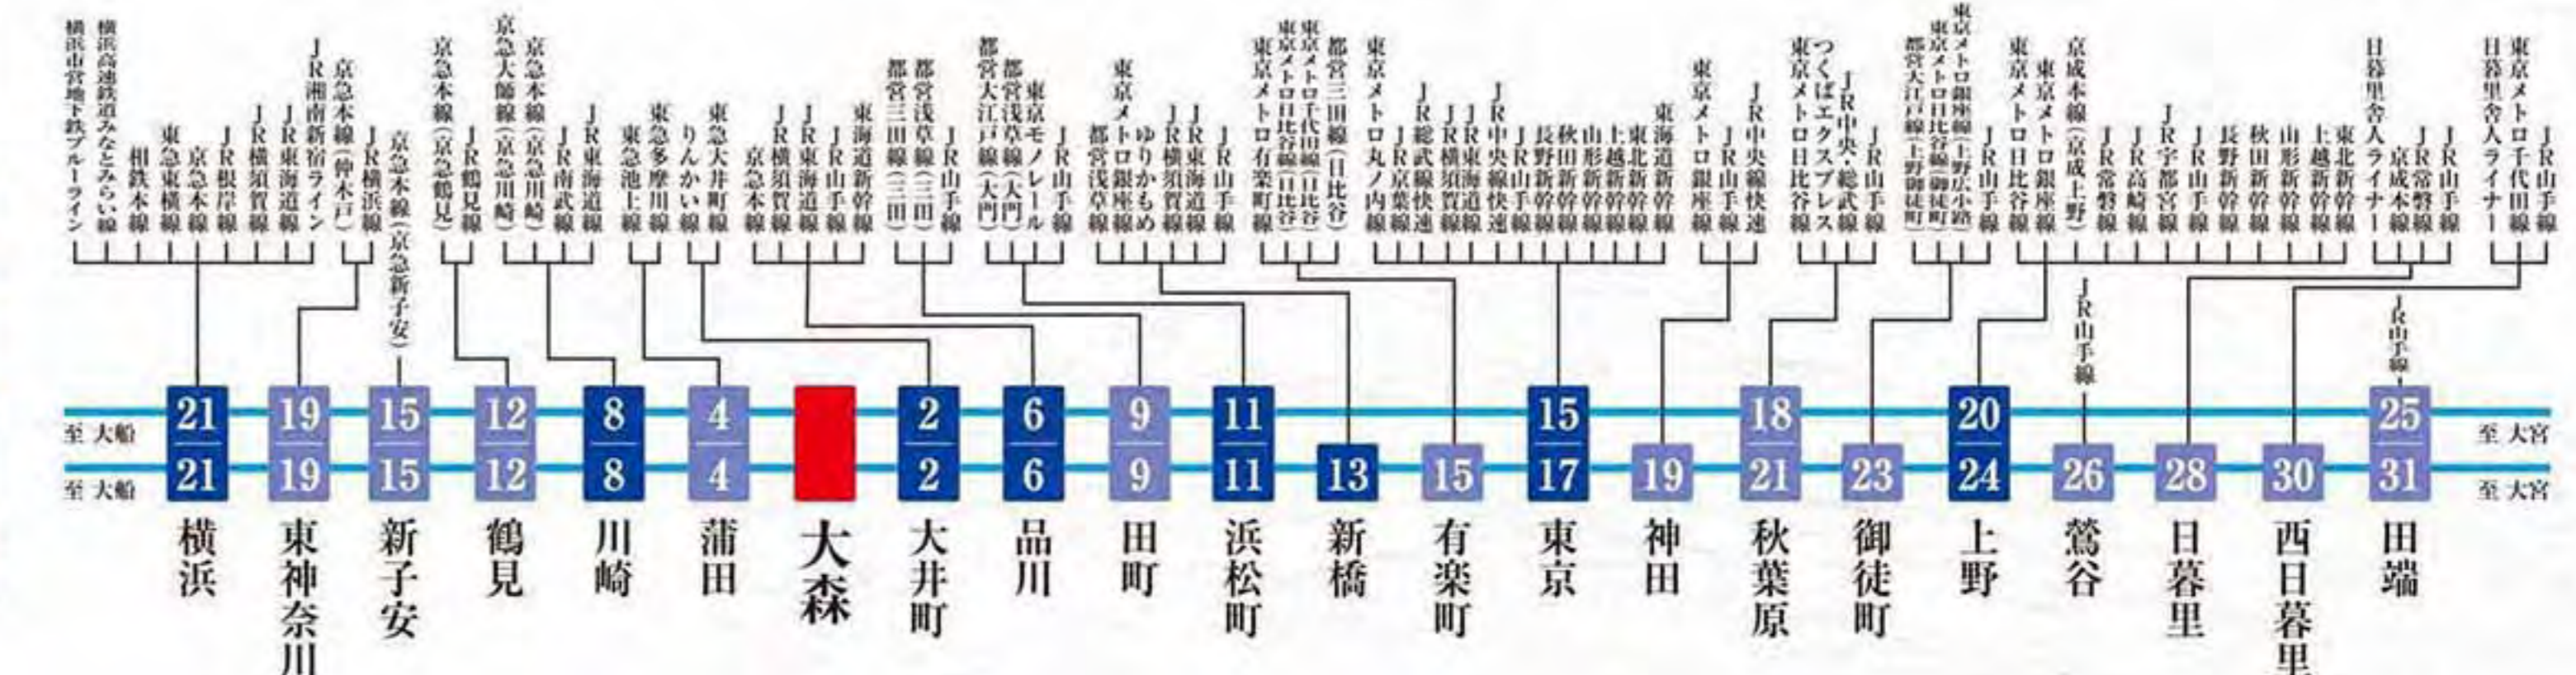 横浜市営地下鉄ブルーライン
横浜高速鉄道みなとみらい線
相鉄本線
東急東横線
京急本線
JR根岸線
JR横須賀線
JR東海道線
JR湘南新宿ライン
京急本線(仲木戸)
JR横浜線
京急本線(京急新子安)
京急本線(京急鶴見)
JR鶴見線
京急大師線(京急川崎)
京急本線(京急川崎)
JR南武線
JR東海道線
東急池上線
東急多摩川線
りんかい線
東急大井町線
京急本線
JR横須賀線
JR東海道線
JR山手線
東海道新幹線
都営三田線(三田)
都営浅草線(三田)
JR山手線
都営大江戸線(大門)
都営浅草線(大門)
東京モノレール
JR山手線
都営浅草線
東京メトロ銀座線
ゆりかもめ
JR横須賀線
JR東海道線
JR山手線
東京メトロ有楽町線
東京メトロ日比谷線(日比谷)
東京メトロ千代田線(日比谷)
都営三田線(日比谷)
東京メトロ丸ノ内線
JR京葉線
JR総武線快速
JR横須賀線
JR東海道線
JR中央線快速
JR山手線
長野新幹線
秋田新幹線
山形新幹線
上越新幹線
東北新幹線
東海道新幹線
東京メトロ銀座線
JR山手線
JR中央線快速
東京メトロ日比谷線
つくばエクスプレス
JR中央・総武線
JR山手線
都営大江戸線(上野御徒町)
東京メトロ日比谷線(仲御徒町)
東京メトロ銀座線(上野広小路)
JR山手線
東京メトロ日比谷線
東京メトロ銀座線
京成本線(京成上野)
JR常磐線
JR高崎線
JR宇都宮線
JR山手線
長野新幹線
秋田新幹線
山形新幹線
上越新幹線
東北新幹線
JR山手線
日暮里舎人ライナー
京成本線
JR常磐線
JR山手線
日暮里舎人ライナー
東京メトロ千代田線
JR山手線
JR山手線
21 19 15 12 8 4 2 6 9 11 15 18 20 25
至 大船 至 大宮
21 19 15 12 8 4 2 6 9 11 13 15 17 19 21 23 24 26 28 30 31
至 大船 至 大宮
横浜
東神奈川
新子安
鶴見
川崎
蒲田
大森
大井町
品川
田町
浜松町
新橋
有楽町
東京
神田
秋葉原
御徒町
上野
鶯谷
日暮里
西日暮里
田端